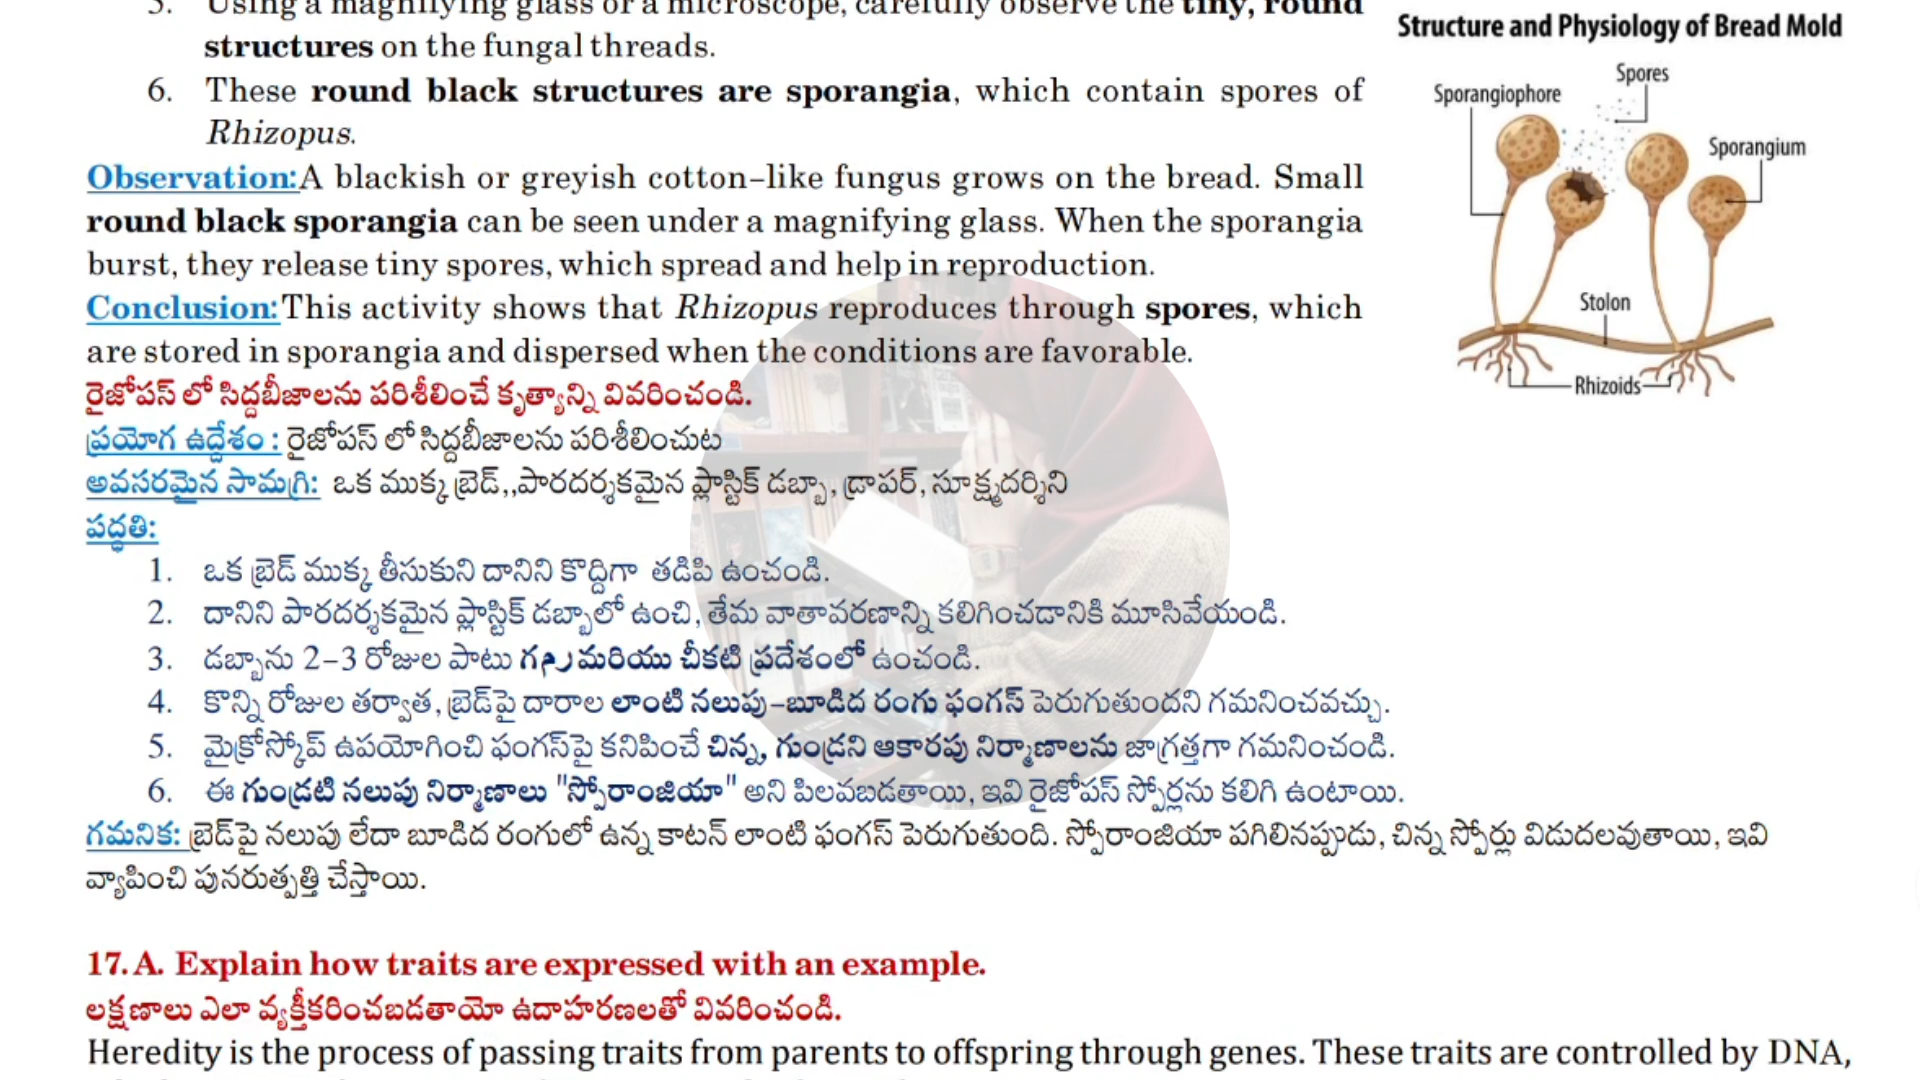 5. Using a magnifying glass or a microscope, carefully observe the tiny, round
structures on the fungal threads.
6. These round black structures are sporangia, which contain spores of
Rhizopus.
Observation:A blackish or greyish cotton–like fungus grows on the bread. Small
round black sporangia can be seen under a magnifying glass. When the sporangia
burst, they release tiny spores, which spread and help in reproduction.
Conclusion:This activity shows that Rhizopus reproduces through spores, which
are stored in sporangia and dispersed when the conditions are favorable.
Structure and Physiology of Bread Mold
Spores
Sporangiophore
Sporangium
Stolon
Rhizoids
రైజోపస్ లో సిద్దబీజాలను పరిశీలించే కృత్యాన్ని వివరించండి.
ప్రయోగ ఉద్దేశం : రైజోపస్ లో సిద్దబీజాలను పరిశీలించుట
అవసరమైన సామగ్రి: ఒక ముక్క బ్రెడ్,,పారదర్శకమైన ప్లాస్టిక్ డబ్బా, డ్రాపర్, సూక్ష్మదర్శిని
పద్ధతి:
1. ఒక బ్రెడ్ ముక్క తీసుకుని దానిని కొద్దిగా తడిపి ఉంచండి.
2. దానిని పారదర్శకమైన ప్లాస్టిక్ డబ్బాలో ఉంచి, తేమ వాతావరణాన్ని కలిగించడానికి మూసివేయండి.
3. డబ్బాను 2–3 రోజుల పాటు మరియు చీకటి ప్రదేశంలో ఉంచండి.
4. కొన్ని రోజుల తర్వాత, బ్రెడ్‌పై దారాల లాంటి నలుపు–బూడిద రంగు ఫంగస్ పెరుగుతుందని గమనించవచ్చు.
5. మైక్రోస్కోప్ ఉపయోగించి ఫంగస్‌పై కనిపించే చిన్న, గుండ్రని ఆకారపు నిర్మాణాలను జాగ్రత్తగా గమనించండి.
6. ఈ గుండ్రటి నలుపు నిర్మాణాలు "స్పోరాంజియా" అని పిలవబడతాయి, ఇవి రైజోపస్ స్పోర్లను కలిగి ఉంటాయి.
గమనిక: బ్రెడ్‌పై నలుపు లేదా బూడిద రంగులో ఉన్న కాటన్ లాంటి ఫంగస్ పెరుగుతుంది. స్పోరాంజియా పగిలినప్పుడు, చిన్న స్పోర్లు విడుదలవుతాయి, ఇవి
వ్యాపించి పునరుత్పత్తి చేస్తాయి.
17. A. Explain how traits are expressed with an example.
లక్షణాలు ఎలా వ్యక్తీకరించబడతాయో ఉదాహరణలతో వివరించండి.
Heredity is the process of passing traits from parents to offspring through genes. These traits are controlled by DNA,